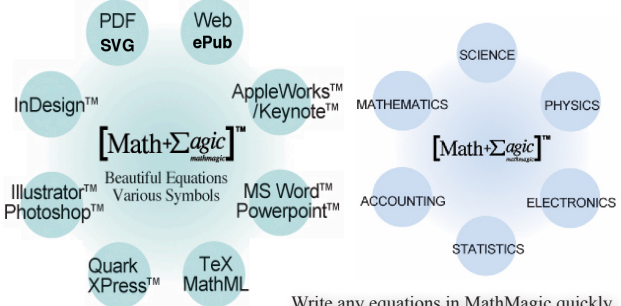 PDF
SVG
Web
ePub
InDesign™
AppleWorks™
/Keynote™
[Math+Σagic]™
mathmagic
Beautiful Equations
Various Symbols
Illustrator™
Photoshop™
MS Word™
Powerpoint™
Quark
XPress™
TeX
MathML
SCIENCE
MATHEMATICS
PHYSICS
[Math+Σagic]™
mathmagic
ACCOUNTING
ELECTRONICS
STATISTICS
Write any equations in MathMagic quickly